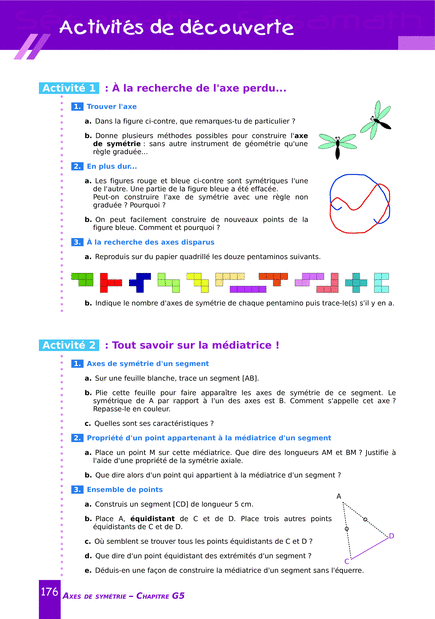 Activités de découverte
Activité 1 : À la recherche de l'axe perdu...
1. Trouver l'axe
a. Dans la figure ci-contre, que remarques-tu de particulier ?
b. Donne plusieurs méthodes possibles pour construire l'axe
de symétrie : sans autre instrument de géométrie qu'une
règle graduée...
2. En plus dur...
a. Les figures rouge et bleue ci-contre sont symétriques l'une
de l'autre. Une partie de la figure bleue a été effacée.
Peut-on construire l'axe de symétrie avec une règle non
graduée ? Pourquoi ?
b. On peut facilement construire de nouveaux points de la
figure bleue. Comment et pourquoi ?
3. À la recherche des axes disparus
a. Reproduis sur du papier quadrillé les douze pentaminos suivants.
b. Indique le nombre d'axes de symétrie de chaque pentamino puis trace-le(s) s'il y en a.
Activité 2 : Tout savoir sur la médiatrice !
1. Axes de symétrie d'un segment
a. Sur une feuille blanche, trace un segment [AB].
b. Plie cette feuille pour faire apparaître les axes de symétrie de ce segment. Le
symétrique de A par rapport à l'un des axes est B. Comment s'appelle cet axe ?
Repasse-le en couleur.
c. Quelles sont ses caractéristiques ?
2. Propriété d'un point appartenant à la médiatrice d'un segment
a. Place un point M sur cette médiatrice. Que dire des longueurs AM et BM ? Justifie à
l'aide d'une propriété de la symétrie axiale.
b. Que dire alors d'un point qui appartient à la médiatrice d'un segment ?
3. Ensemble de points
a. Construis un segment [CD] de longueur 5 cm.
b. Place A, équidistant de C et de D. Place trois autres points
équidistants de C et de D.
c. Où semblent se trouver tous les points équidistants de C et D ?
d. Que dire d'un point équidistant des extrémités d'un segment ?
e. Déduis-en une façon de construire la médiatrice d'un segment sans l'équerre.
A
D
C
176 Axes de symétrie – Chapitre G5